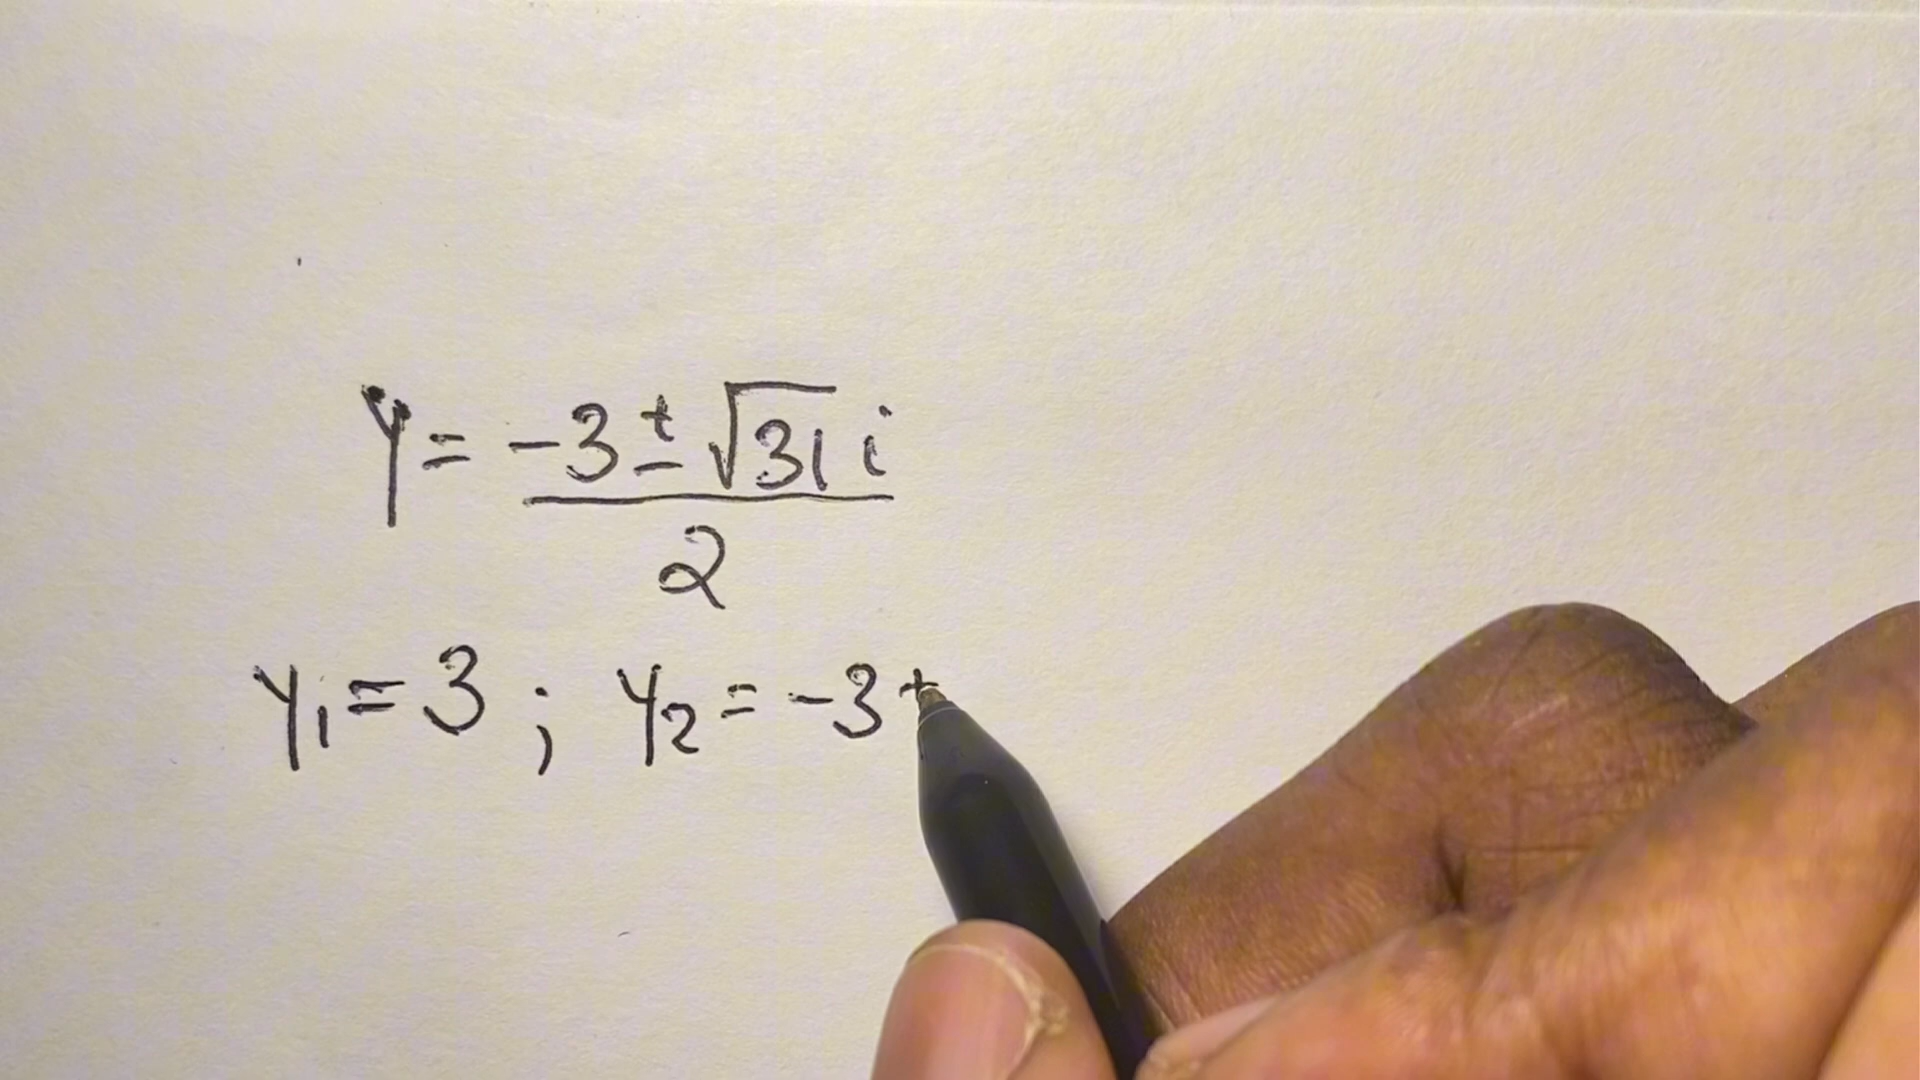 y = -3 ± √31 i
2
y₁ = 3 ; y₂ = -3 +